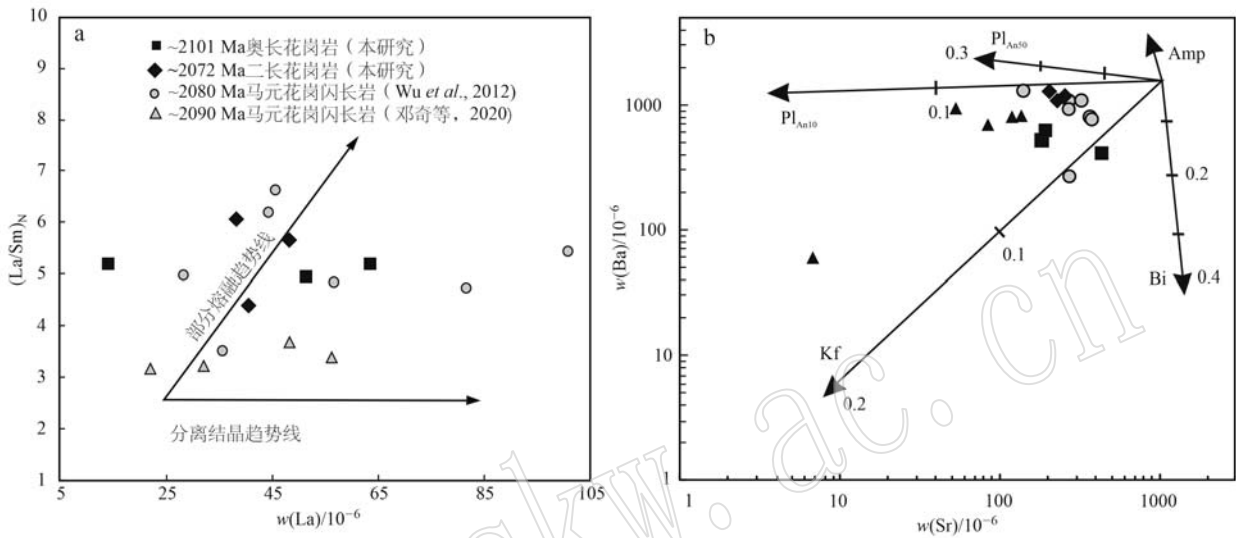 a
■ ~2101 Ma奥长花岗岩（本研究）
◆ ~2072 Ma二长花岗岩（本研究）
~2080 Ma马元花岗闪长岩（Wu et al., 2012）
~2090 Ma马元花岗闪长岩（邓奇等，2020）
部分熔融趋势线
分离结晶趋势线
(La/Sm)N
10
9
8
7
6
5
4
3
2
1
5 25 45 65 85 105
w(La)/10⁻⁶
b
PlAn50
0.3
Amp
PlAn10
0.1
0.2
0.1
Bi
0.4
Kf
0.2
w(Ba)/10⁻⁶
1000
100
10
1
1 10 100 1000
w(Sr)/10⁻⁶
skw.ac.cn